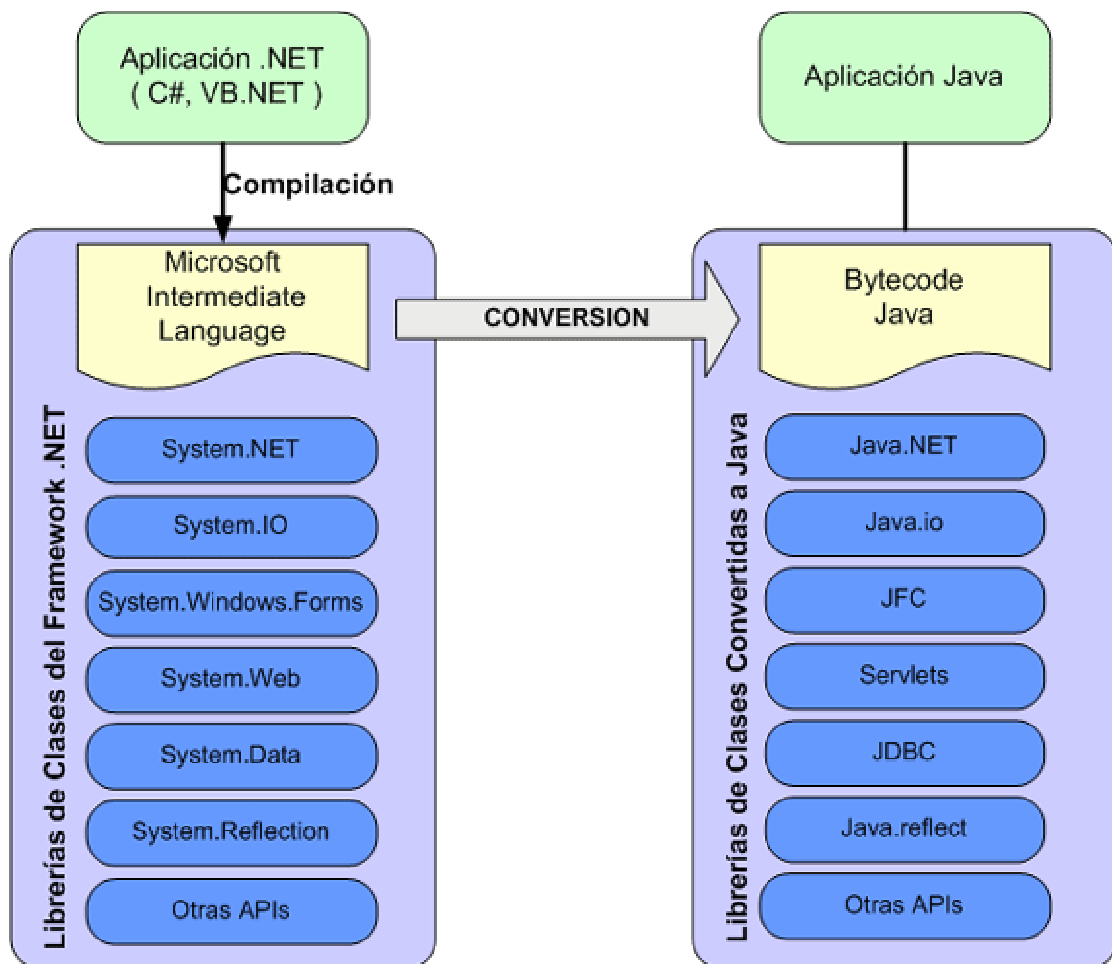 Aplicación .NET
( C#, VB.NET )
Aplicación Java
Compilación
Microsoft
Intermediate
Language
CONVERSION
Bytecode
Java
Librerías de Clases del Framework .NET
System.NET
System.IO
System.Windows.Forms
System.Web
System.Data
System.Reflection
Otras APIs
Librerías de Clases Convertidas a Java
Java.NET
Java.io
JFC
Servlets
JDBC
Java.reflect
Otras APIs